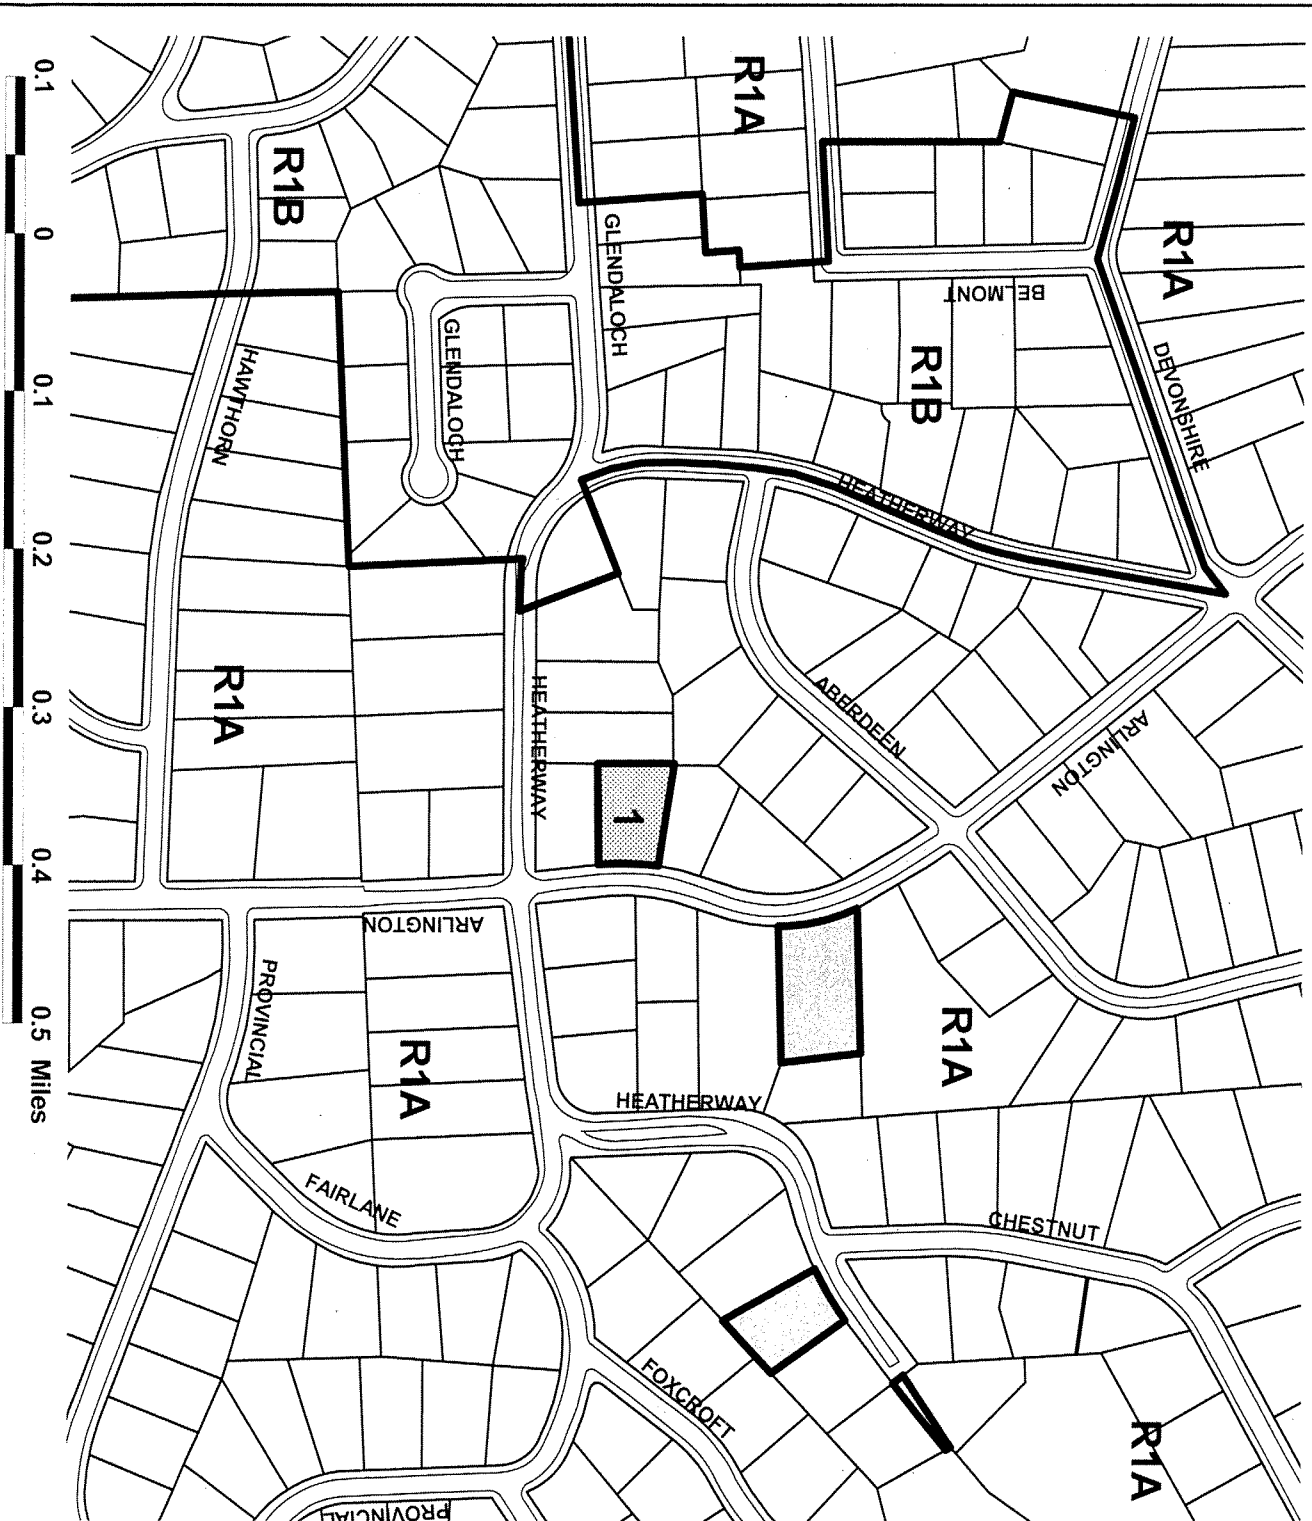 R1A
R1A
R1B
BELMONT
DEVONSHIRE
R1B
GLENDALOCH
GLENDALOCH
HAWTHORN
HEATHERWAY
ABERDEEN
ARLINGTON
R1A
HEATHERWAY
1
ARLINGTON
PROVINCIAL
R1A
R1A
HEATHERWAY
FAIRLANE
CHESTNUT
FOXCROFT
R1A
PROVINCIAL
0.1 0 0.1 0.2 0.3 0.4 0.5 Miles